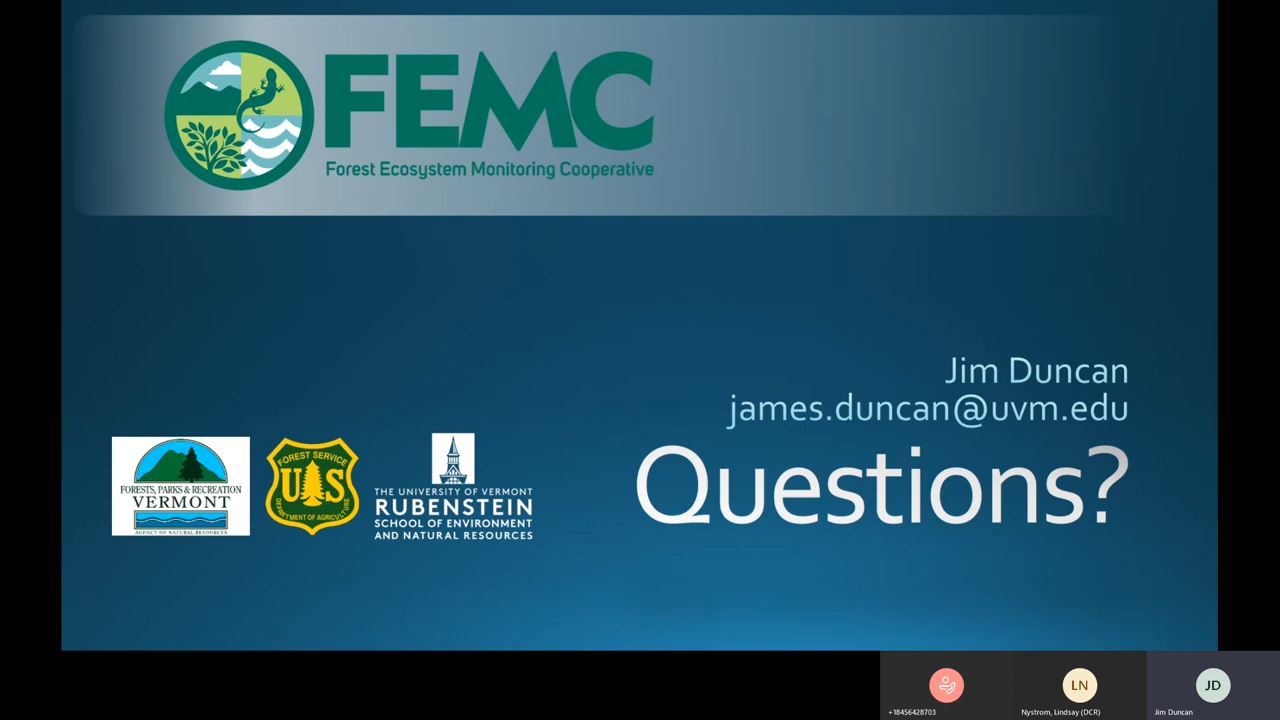 FEMC
Forest Ecosystem Monitoring Cooperative
Jim Duncan
james.duncan@uvm.edu
Questions?
FORESTS, PARKS & RECREATION
VERMONT
AGENCY OF NATURAL RESOURCES
FOREST SERVICE
US
DEPARTMENT OF AGRICULTURE
THE UNIVERSITY OF VERMONT
RUBENSTEIN
SCHOOL OF ENVIRONMENT
AND NATURAL RESOURCES
LN
JD
+18456428703
Nystrom, Lindsay (DCR)
Jim Duncan